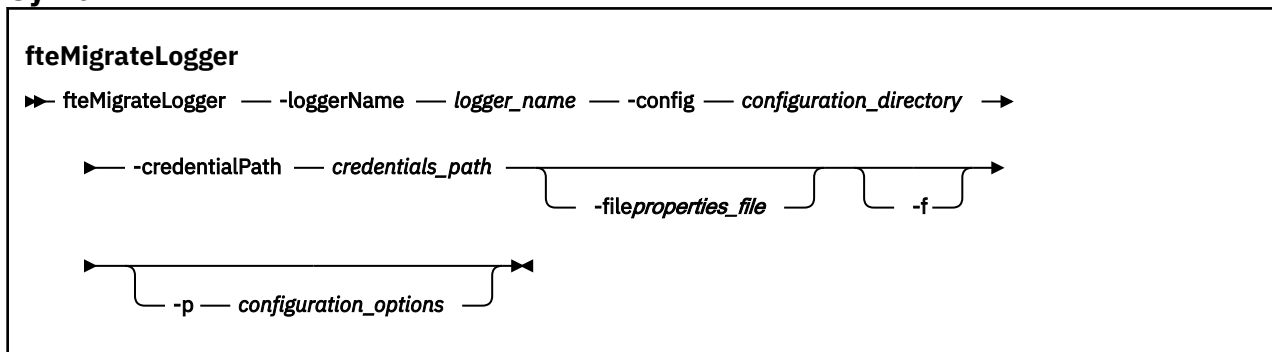 fteMigrateLogger
fteMigrateLogger -loggerName logger_name -config configuration_directory
-credentialPath credentials_path
-fileproperties_file -f
-p configuration_options